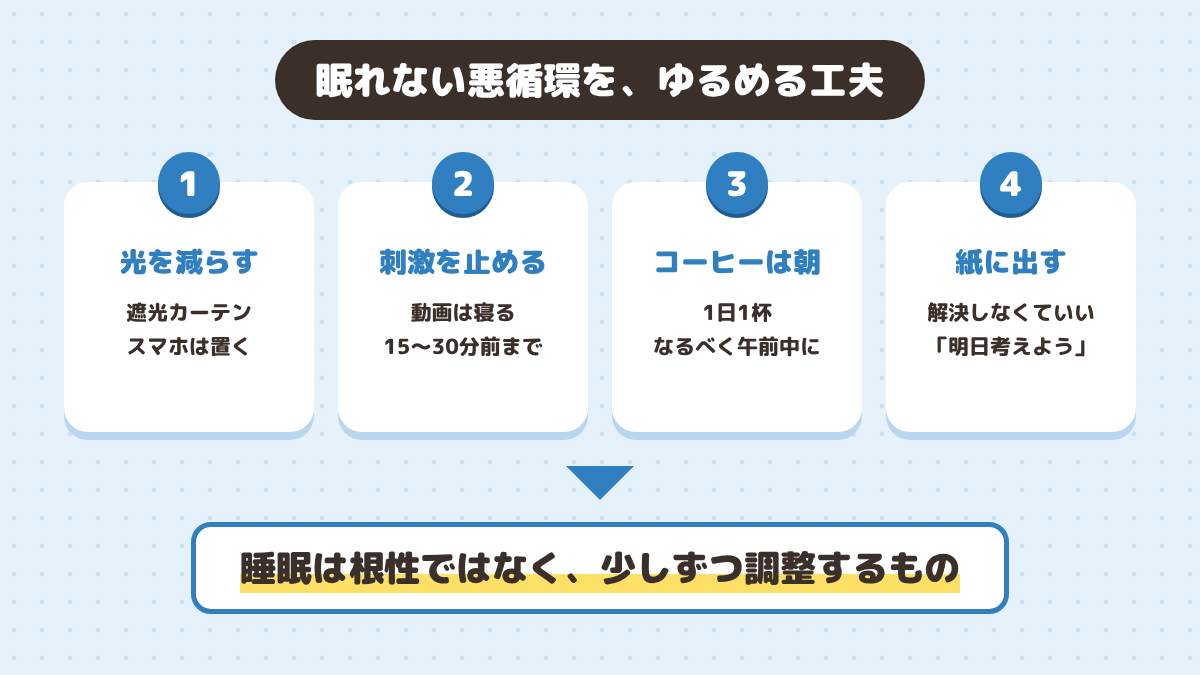 眠れない悪循環を、ゆるめる工夫
1
光を減らす
遮光カーテン
スマホは置く
2
刺激を止める
動画は寝る
15〜30分前まで
3
コーヒーは朝
1日1杯
なるべく午前中に
4
紙に出す
解決しなくていい
「明日考えよう」
睡眠は根性ではなく、少しずつ調整するもの